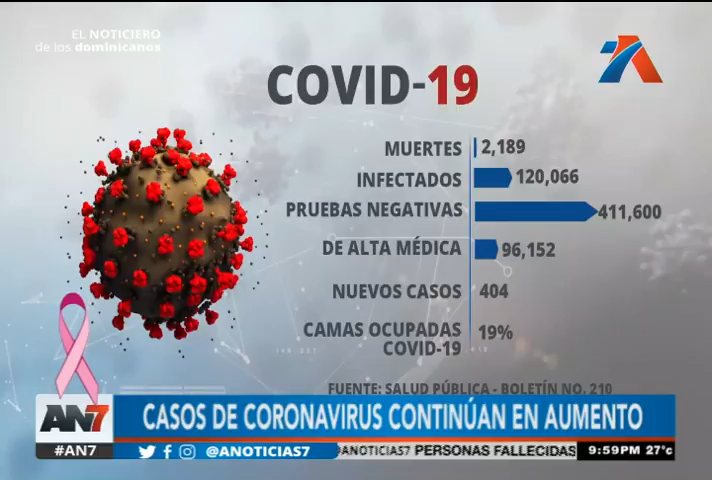 EL NOTICIERO
de los dominicanos
COVID-19
MUERTES 2,189
INFECTADOS 120,066
PRUEBAS NEGATIVAS 411,600
DE ALTA MÉDICA 96,152
NUEVOS CASOS 404
CAMAS OCUPADAS 19%
COVID-19
FUENTE: SALUD PÚBLICA - BOLETÍN NO. 210
AN7 CASOS DE CORONAVIRUS CONTINÚAN EN AUMENTO
#AN7 @ANOTICIAS7 ANOTICIAS7 PERSONAS FALLECIDAS 9:59PM 27°c